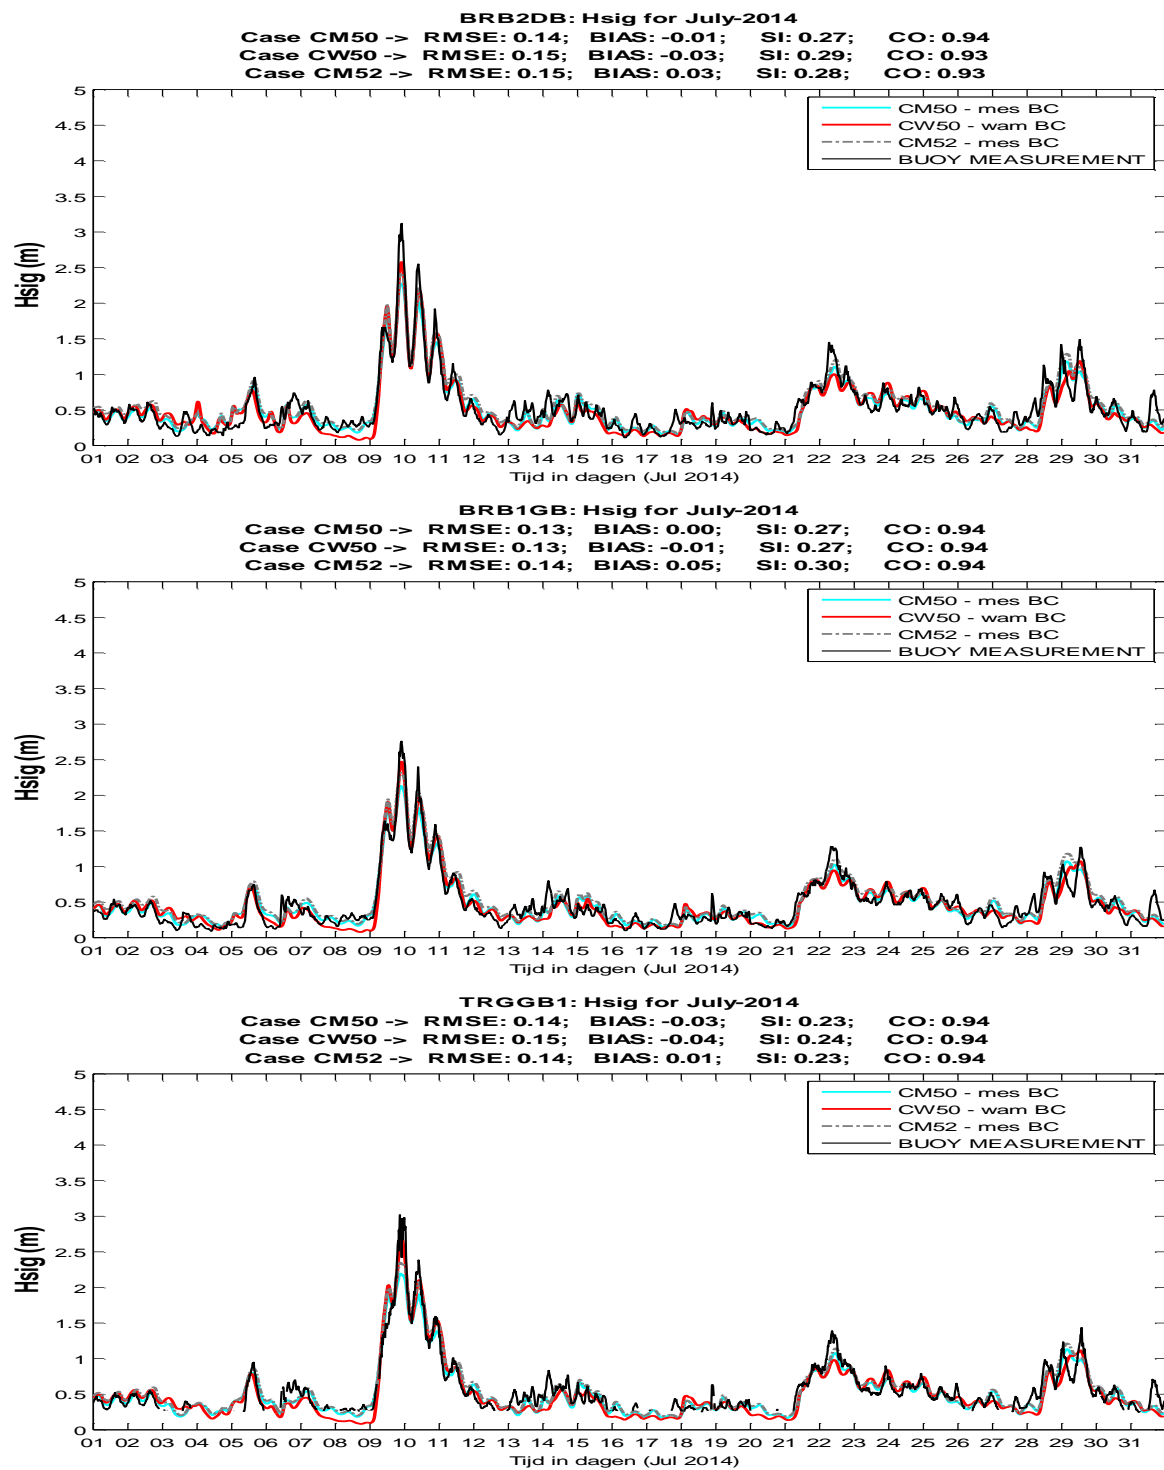 BRB2DB: Hsig for July-2014
Case CM50 -> RMSE: 0.14; BIAS: -0.01; SI: 0.27; CO: 0.94
Case CW50 -> RMSE: 0.15; BIAS: -0.03; SI: 0.29; CO: 0.93
Case CM52 -> RMSE: 0.15; BIAS: 0.03; SI: 0.28; CO: 0.93
CM50 - mes BC
CW50 - wam BC
CM52 - mes BC
BUOY MEASUREMENT
Hsig (m)
5
4.5
4
3.5
3
2.5
2
1.5
1
0.5
0
01 02 03 04 05 06 07 08 09 10 11 12 13 14 15 16 17 18 19 20 21 22 23 24 25 26 27 28 29 30 31
Tijd in dagen (Jul 2014)
BRB1GB: Hsig for July-2014
Case CM50 -> RMSE: 0.13; BIAS: 0.00; SI: 0.27; CO: 0.94
Case CW50 -> RMSE: 0.13; BIAS: -0.01; SI: 0.27; CO: 0.94
Case CM52 -> RMSE: 0.14; BIAS: 0.05; SI: 0.30; CO: 0.94
CM50 - mes BC
CW50 - wam BC
CM52 - mes BC
BUOY MEASUREMENT
Hsig (m)
5
4.5
4
3.5
3
2.5
2
1.5
1
0.5
0
01 02 03 04 05 06 07 08 09 10 11 12 13 14 15 16 17 18 19 20 21 22 23 24 25 26 27 28 29 30 31
Tijd in dagen (Jul 2014)
TRGGB1: Hsig for July-2014
Case CM50 -> RMSE: 0.14; BIAS: -0.03; SI: 0.23; CO: 0.94
Case CW50 -> RMSE: 0.15; BIAS: -0.04; SI: 0.24; CO: 0.94
Case CM52 -> RMSE: 0.14; BIAS: 0.01; SI: 0.23; CO: 0.94
CM50 - mes BC
CW50 - wam BC
CM52 - mes BC
BUOY MEASUREMENT
Hsig (m)
5
4.5
4
3.5
3
2.5
2
1.5
1
0.5
0
01 02 03 04 05 06 07 08 09 10 11 12 13 14 15 16 17 18 19 20 21 22 23 24 25 26 27 28 29 30 31
Tijd in dagen (Jul 2014)